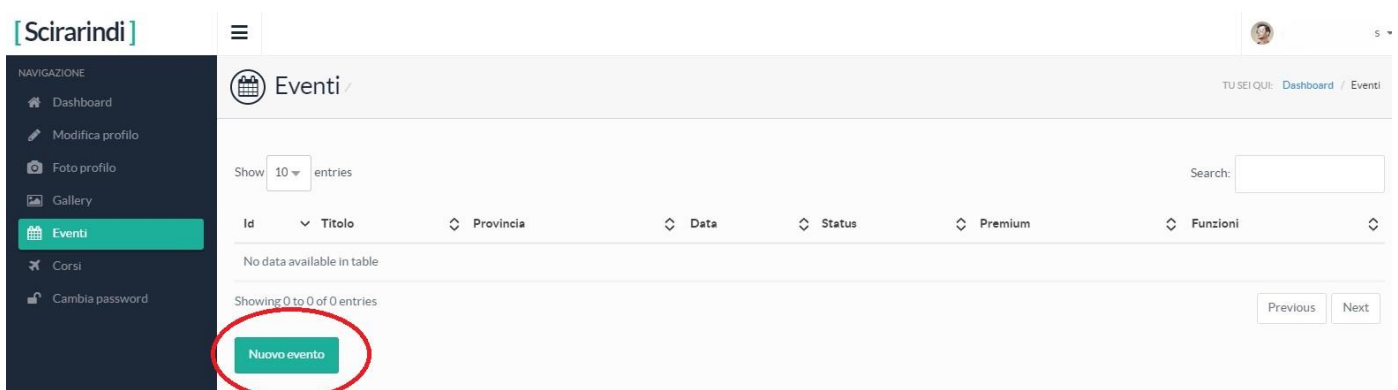 [ Scirarindi ]
s
NAVIGAZIONE
Dashboard
Modifica profilo
Foto profilo
Gallery
Eventi
Corsi
Cambia password
Eventi /
TU SEI QUI: Dashboard / Eventi
Show 10 entries
Search:
Id Titolo Provincia Data Status Premium Funzioni
No data available in table
Showing 0 to 0 of 0 entries
Previous Next
Nuovo evento